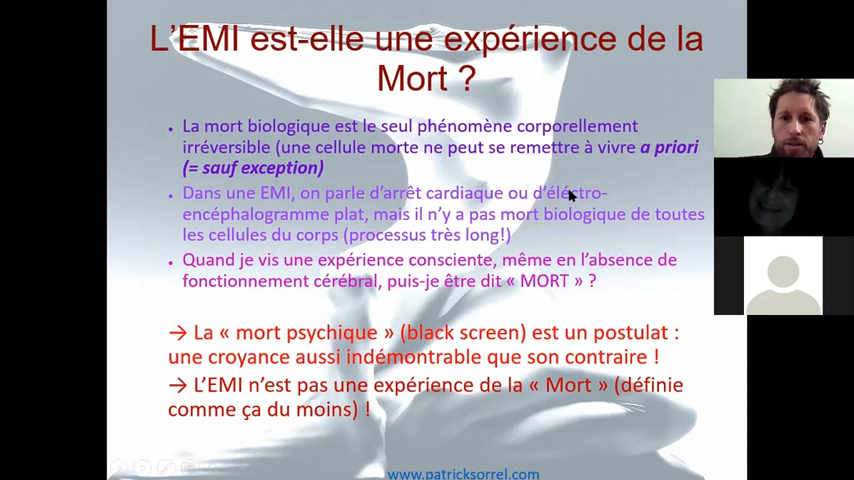 L’EMI est-elle une expérience de la
Mort ?
• La mort biologique est le seul phénomène corporellement
irréversible (une cellule morte ne peut se remettre à vivre a priori
(= sauf exception)
• Dans une EMI, on parle d’arrêt cardiaque ou d’éléctro-
encéphalogramme plat, mais il n’y a pas mort biologique de toutes
les cellules du corps (processus très long!)
• Quand je vis une expérience consciente, même en l’absence de
fonctionnement cérébral, puis-je être dit « MORT » ?
→ La « mort psychique » (black screen) est un postulat :
une croyance aussi indémontrable que son contraire !
→ L’EMI n’est pas une expérience de la « Mort » (définie
comme ça du moins) !
www.patricksorrel.com